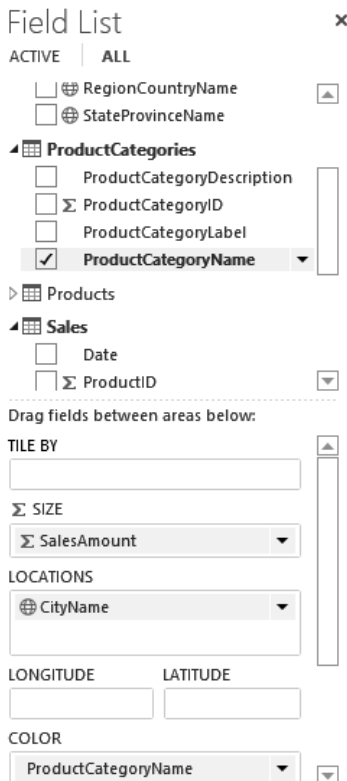 Field List
ACTIVE ALL
RegionCountryName
StateProvinceName
ProductCategories
ProductCategoryDescription
Σ ProductCategoryID
ProductCategoryLabel
ProductCategoryName
Products
Sales
Date
Σ ProductID
Drag fields between areas below:
TILE BY
Σ SIZE
Σ SalesAmount
LOCATIONS
CityName
LONGITUDE LATITUDE
COLOR
ProductCategoryName